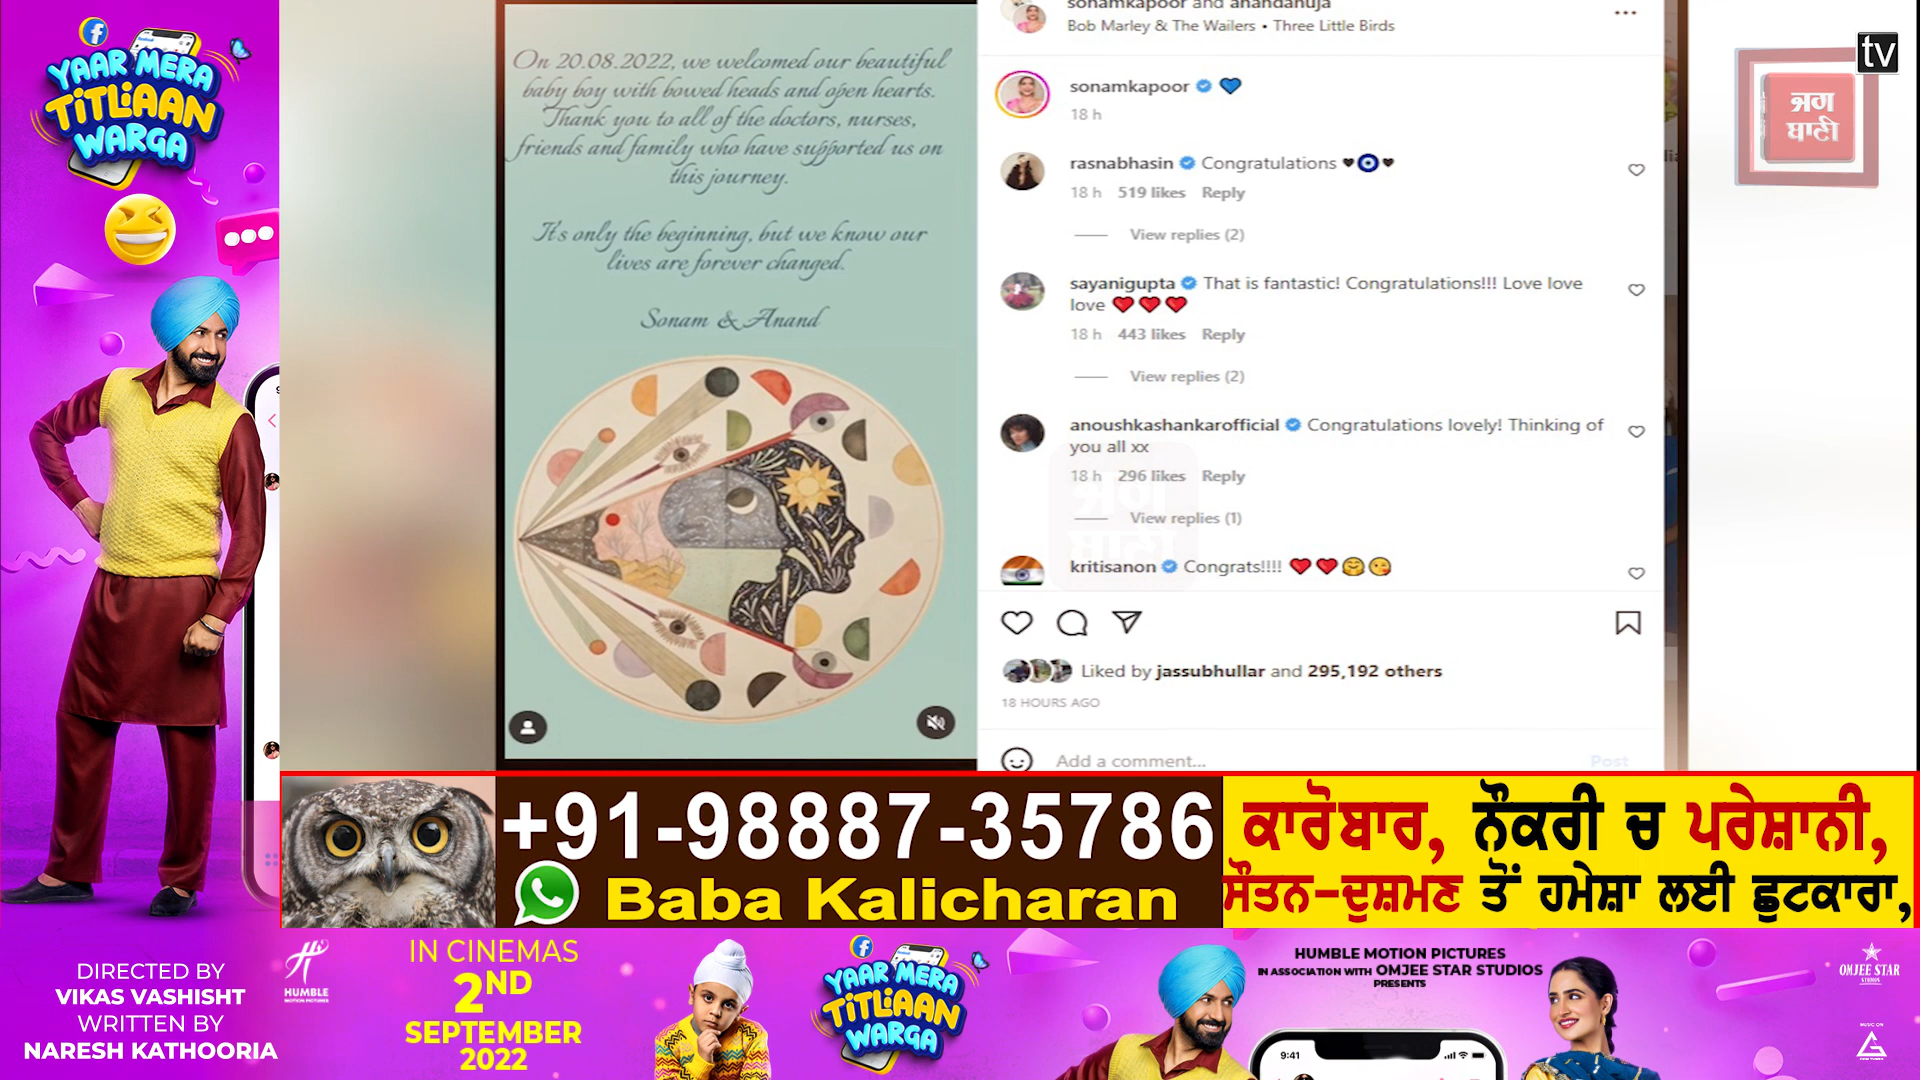 YAAR MERA
TITLiAAN
WARGA
On 20.08.2022, we welcomed our beautiful
baby boy with bowed heads and open hearts.
Thank you to all of the doctors, nurses,
friends and family who have supported us on
this journey.
It's only the beginning, but we know our
lives are forever changed.
Sonam & Anand
sonamkapoor and anandahuja
Bob Marley & The Wailers • Three Little Birds
sonamkapoor
18 h
rasnabhasin Congratulations
18 h 519 likes Reply
View replies (2)
sayanigupta That is fantastic! Congratulations!!! Love love
love
18 h 443 likes Reply
View replies (2)
anoushkashankarofficial Congratulations lovely! Thinking of
you all xx
18 h 296 likes Reply
View replies (1)
kritisanon Congrats!!!!
Liked by jassubhullar and 295,192 others
18 HOURS AGO
Add a comment...
Post
tv
ਜਗ
ਬਾਣੀ
ਜਗ
ਬਾਣੀ
+91-98887-35786
Baba Kalicharan
ਕਾਰੋਬਾਰ, ਨੌਕਰੀ ਚ ਪਰੇਸ਼ਾਨੀ,
ਸੌਤਨ-ਦੁਸ਼ਮਣ ਤੋਂ ਹਮੇਸ਼ਾ ਲਈ ਛੁਟਕਾਰਾ,
DIRECTED BY
VIKAS VASHISHT
WRITTEN BY
NARESH KATHOORIA
HUMBLE
MOTION PICTURES
IN CINEMAS
2ND
SEPTEMBER
2022
YAAR MERA
TITLiAAN
WARGA
HUMBLE MOTION PICTURES
IN ASSOCIATION WITH OMJEE STAR STUDIOS
PRESENTS
9:41
OMJEE STAR
STUDIOS
MUSIC ON